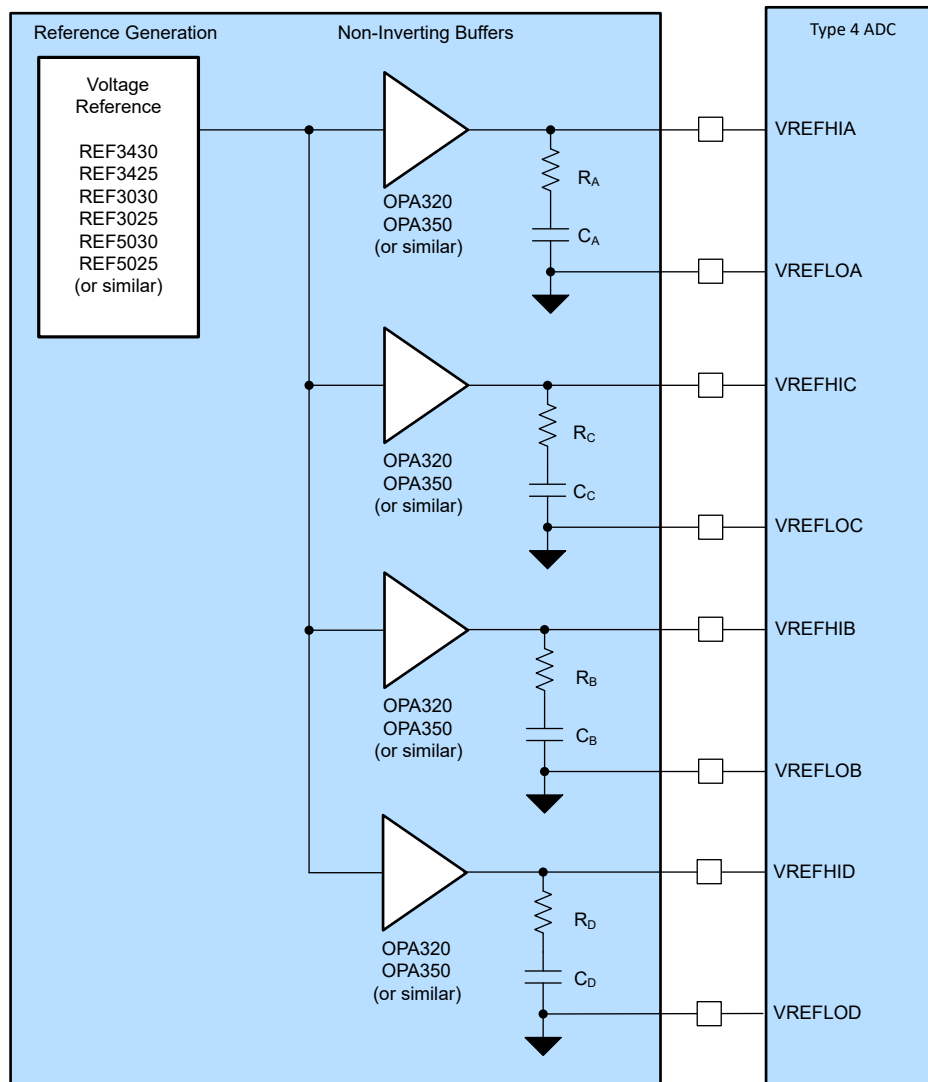 Reference Generation
Non-Inverting Buffers
Type 4 ADC
Voltage
Reference
REF3430
REF3425
REF3030
REF3025
REF5030
REF5025
(or similar)
OPA320
OPA350
(or similar)
RA
CA
VREFHIA
VREFLOA
OPA320
OPA350
(or similar)
RC
CC
VREFHIC
VREFLOC
OPA320
OPA350
(or similar)
RB
CB
VREFHIB
VREFLOB
OPA320
OPA350
(or similar)
RD
CD
VREFHID
VREFLOD